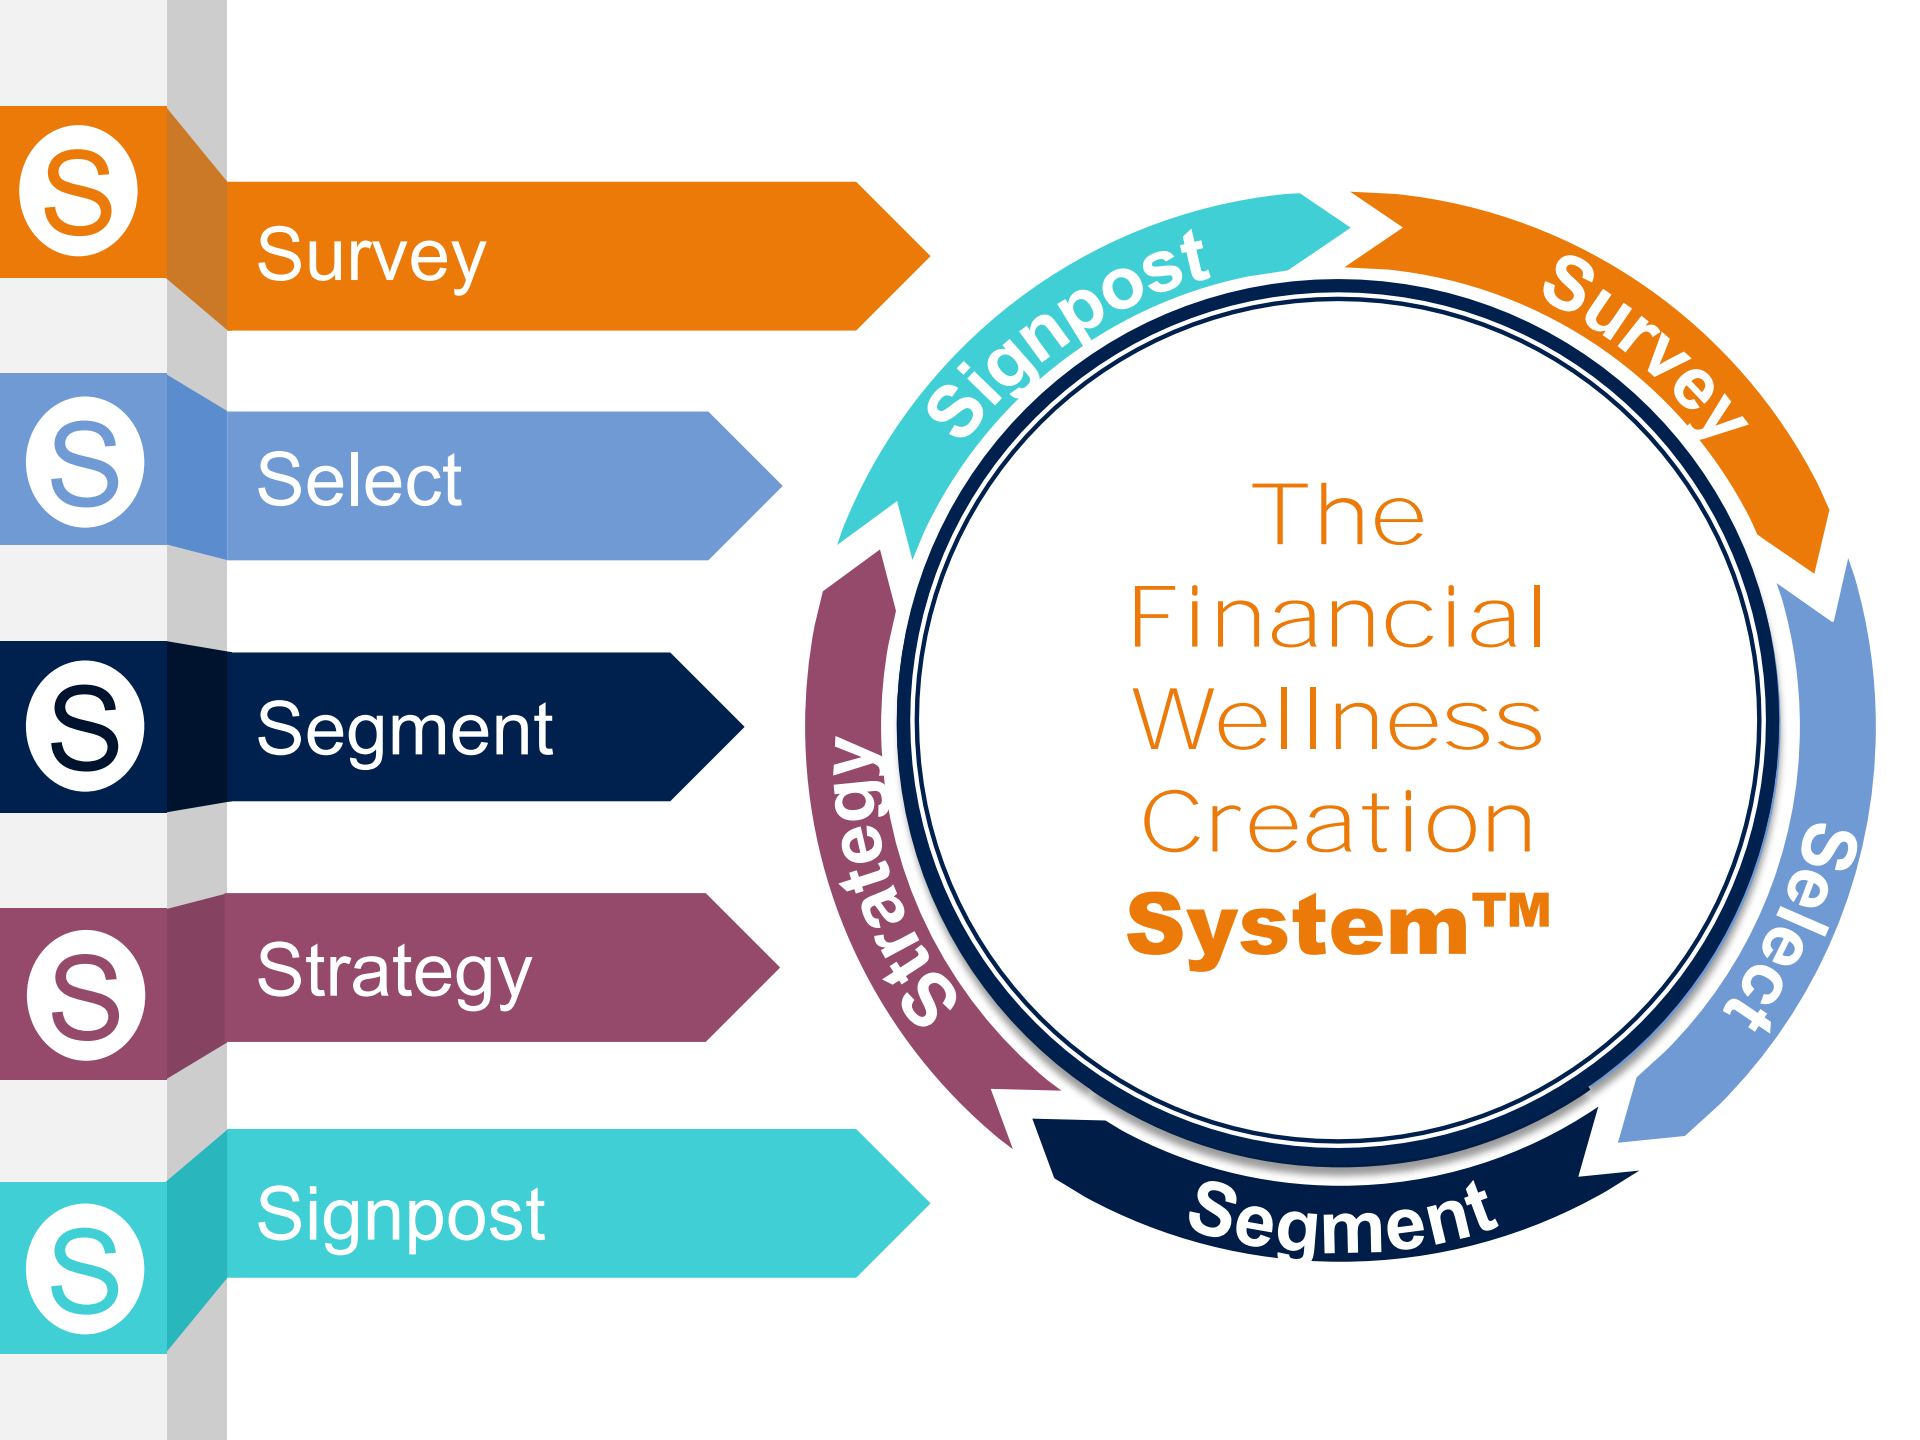 S
Survey
S
Select
S
Segment
S
Strategy
S
Signpost
Signpost
Survey
Select
Segment
Strategy
The
Financial
Wellness
Creation
System™